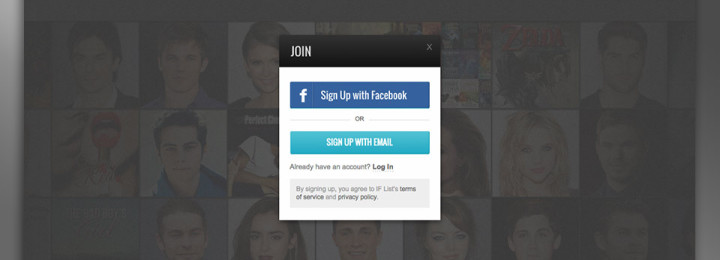 JOIN
X
f Sign Up with Facebook
OR
SIGN UP WITH EMAIL
Already have an account? Log In
By signing up, you agree to IF List's terms
of service and privacy policy.